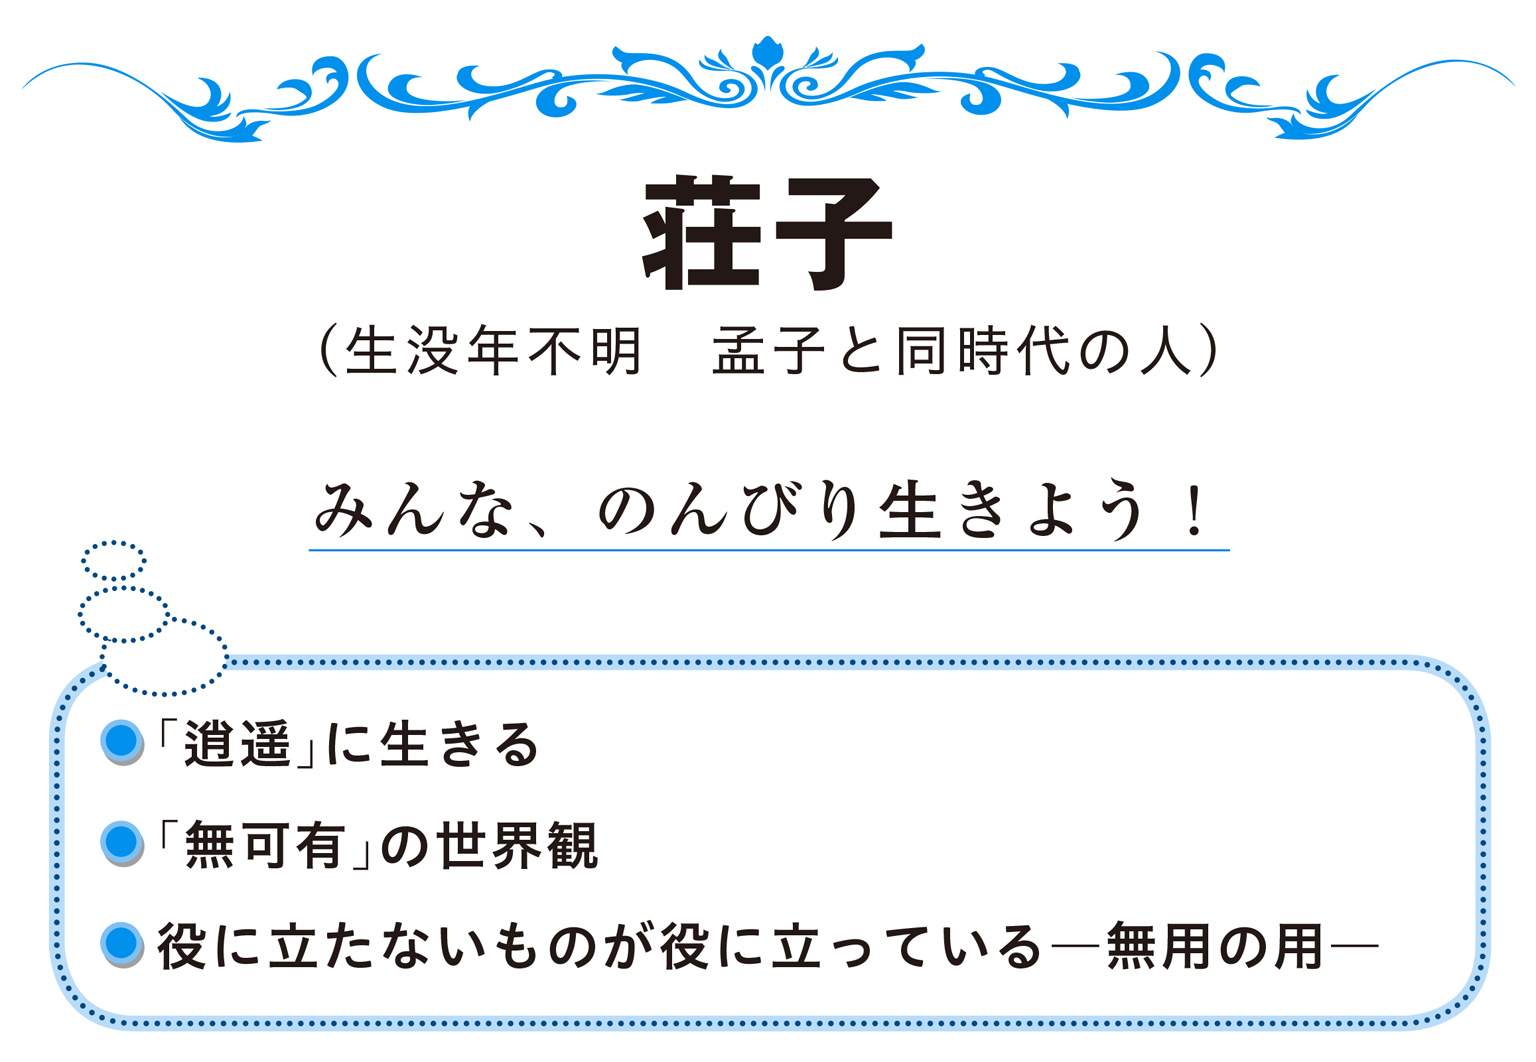 荘子
（生没年不明　孟子と同時代の人）
みんな、のんびり生きよう！
「逍遥」に生きる
「無可有」の世界観
役に立たないものが役に立っている―無用の用―